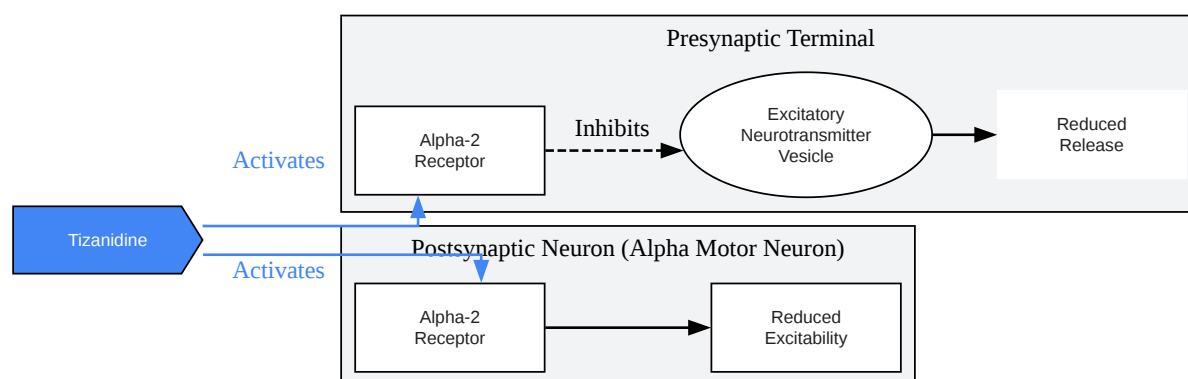 Presynaptic Terminal
Alpha-2
Receptor
Inhibits
Excitatory
Neurotransmitter
Vesicle
Reduced
Release
Activates
Tizanidine
Activates
Postsynaptic Neuron (Alpha Motor Neuron)
Alpha-2
Receptor
Reduced
Excitability